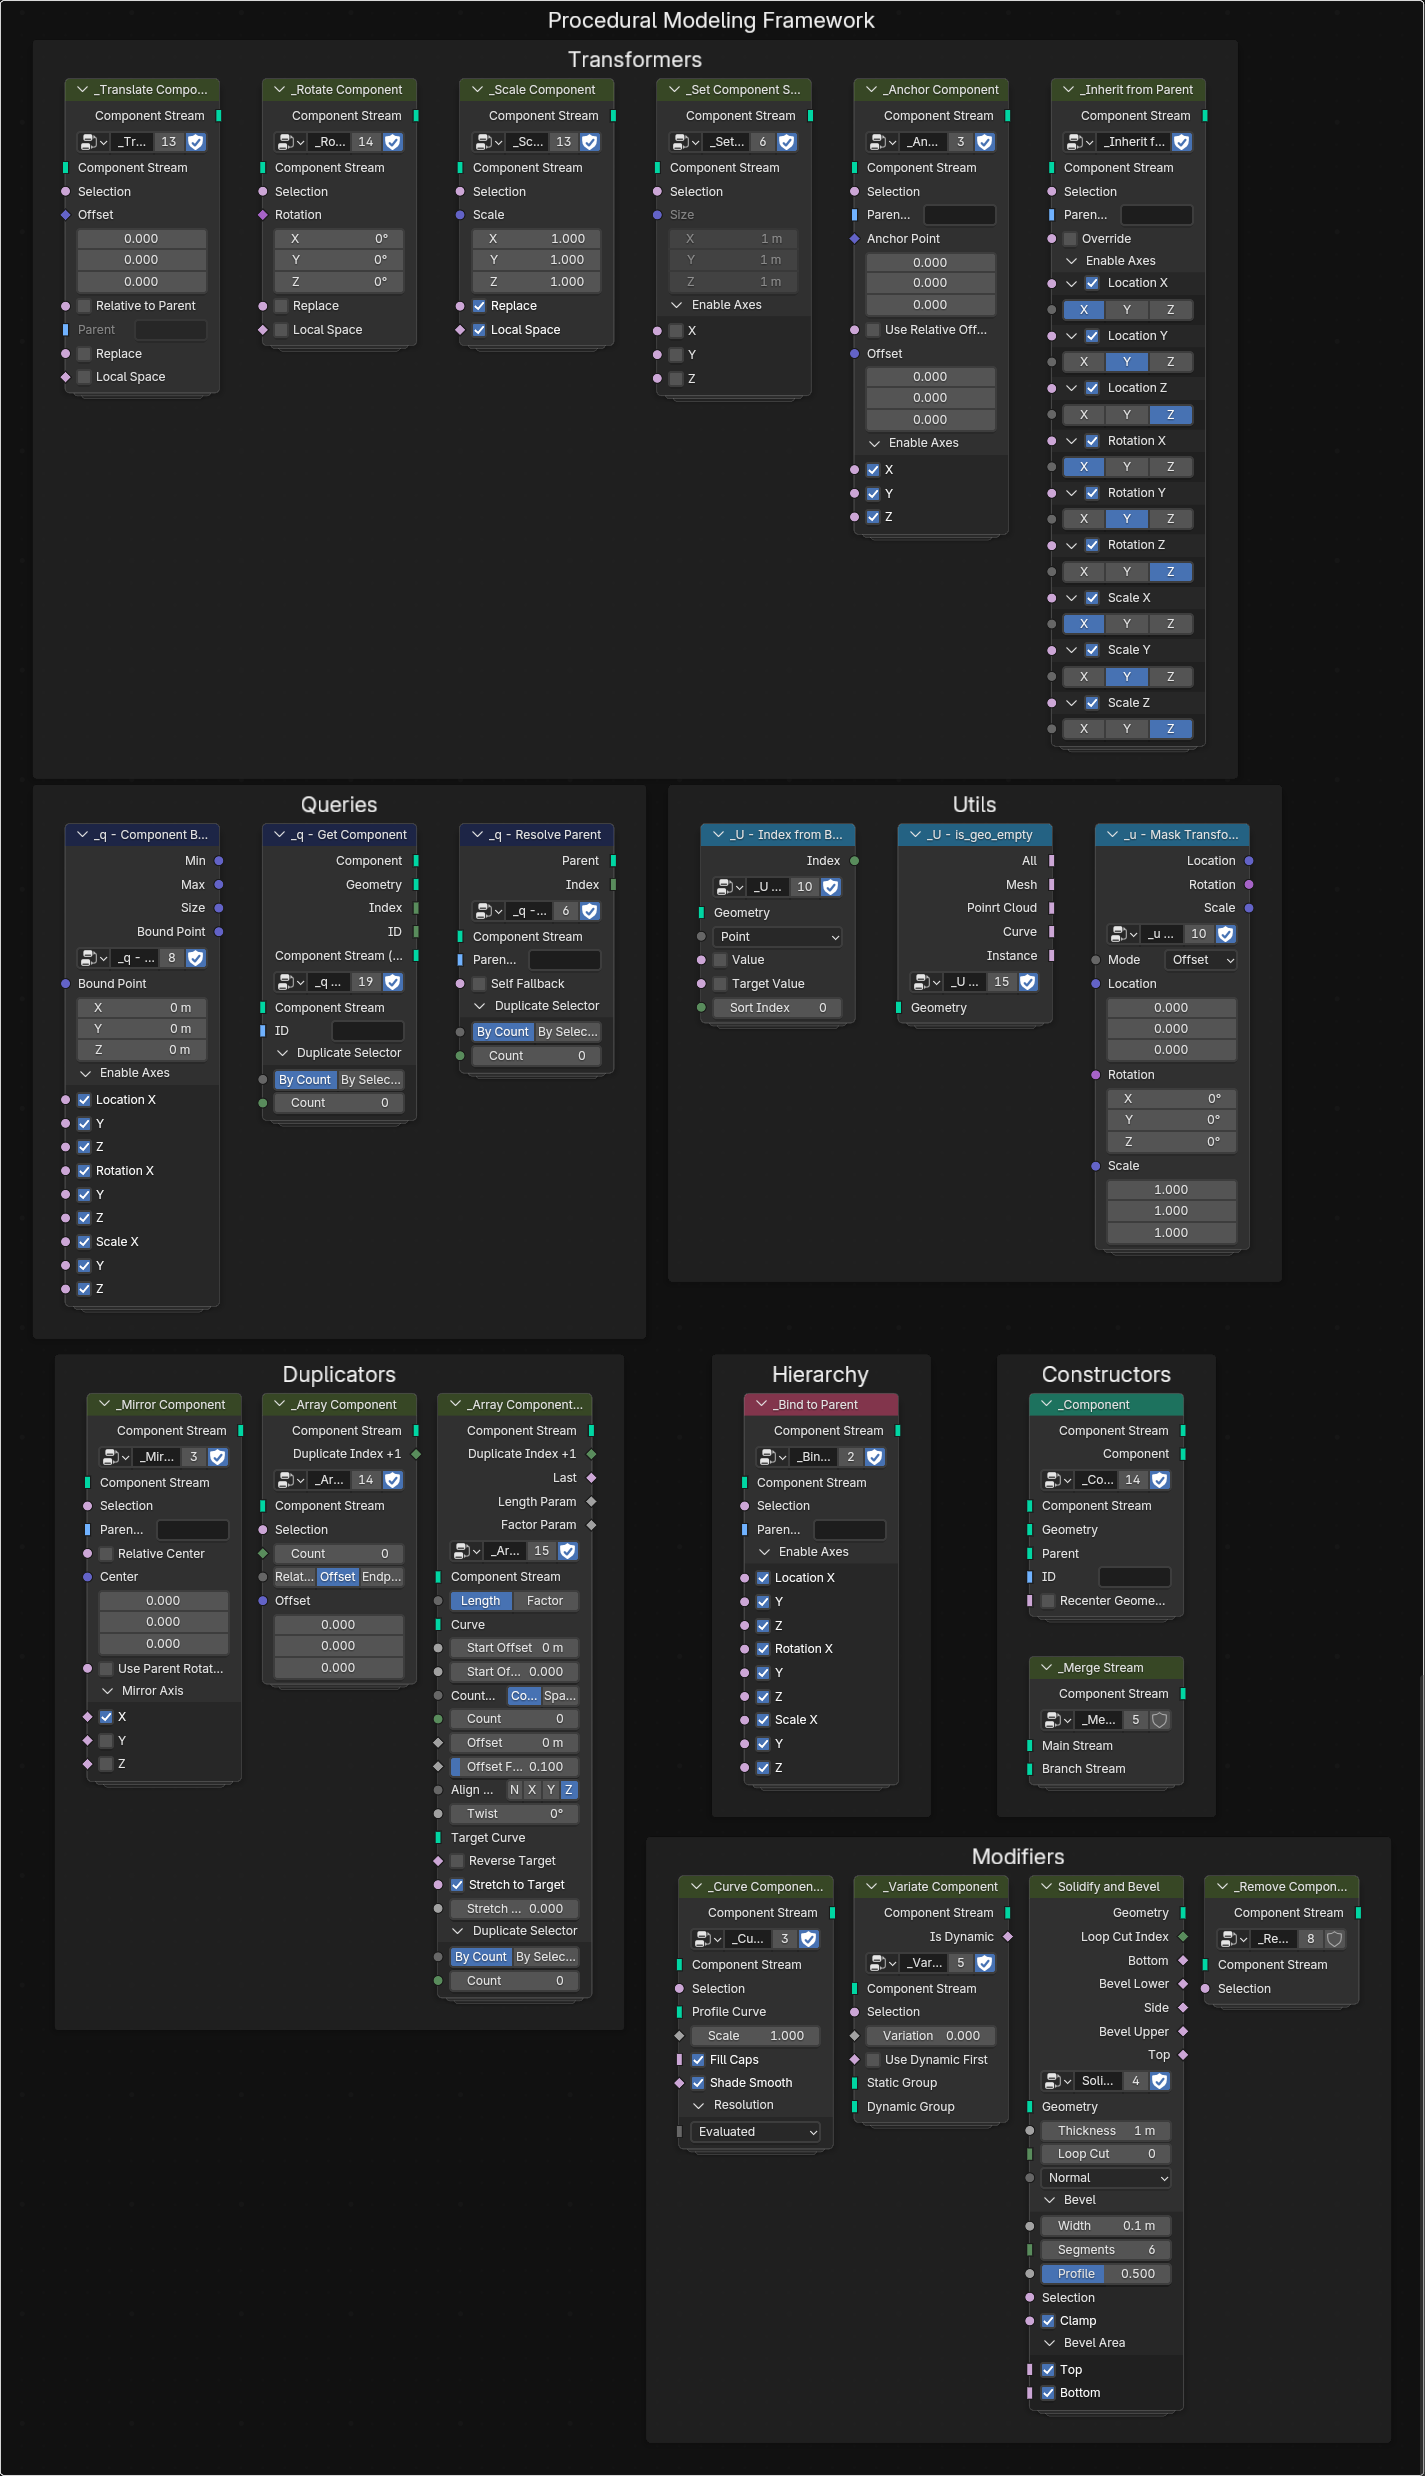 Procedural Modeling Framework
Transformers
_Translate Compo...
Component Stream
_Tr... 13
Component Stream
Selection
Offset
0.000
0.000
0.000
Relative to Parent
Parent
Replace
Local Space
_Rotate Component
Component Stream
_Ro... 14
Component Stream
Selection
Rotation
X 0°
Y 0°
Z 0°
Replace
Local Space
_Scale Component
Component Stream
_Sc... 13
Component Stream
Selection
Scale
X 1.000
Y 1.000
Z 1.000
Replace
Local Space
_Set Component S...
Component Stream
_Set... 6
Component Stream
Selection
Size
X 1 m
Y 1 m
Z 1 m
Enable Axes
X
Y
Z
_Anchor Component
Component Stream
_An... 3
Component Stream
Selection
Paren...
Anchor Point
0.000
0.000
0.000
Use Relative Off...
Offset
0.000
0.000
0.000
Enable Axes
X
Y
Z
_Inherit from Parent
Component Stream
_Inherit f...
Component Stream
Selection
Paren...
Override
Enable Axes
Location X
X Y Z
Location Y
X Y Z
Location Z
X Y Z
Rotation X
X Y Z
Rotation Y
X Y Z
Rotation Z
X Y Z
Scale X
X Y Z
Scale Y
X Y Z
Scale Z
X Y Z
Queries
_q - Component B...
Min
Max
Size
Bound Point
_q - ... 8
Bound Point
X 0 m
Y 0 m
Z 0 m
Enable Axes
Location X
Y
Z
Rotation X
Y
Z
Scale X
Y
Z
_q - Get Component
Component
Geometry
Index
ID
Component Stream (...
_q ... 19
Component Stream
ID
Duplicate Selector
By Count By Selec...
Count 0
_q - Resolve Parent
Parent
Index
_q -... 6
Component Stream
Paren...
Self Fallback
Duplicate Selector
By Count By Selec...
Count 0
Utils
_U - Index from B...
Index
_U ... 10
Geometry
Point
Value
Target Value
Sort Index 0
_U - is_geo_empty
All
Mesh
Poinrt Cloud
Curve
Instance
_U ... 15
Geometry
_u - Mask Transfo...
Location
Rotation
Scale
_u ... 10
Mode Offset
Location
0.000
0.000
0.000
Rotation
X 0°
Y 0°
Z 0°
Scale
1.000
1.000
1.000
Duplicators
_Mirror Component
Component Stream
_Mir... 3
Component Stream
Selection
Paren...
Relative Center
Center
0.000
0.000
0.000
Use Parent Rotat...
Mirror Axis
X
Y
Z
_Array Component
Component Stream
Duplicate Index +1
_Ar... 14
Component Stream
Selection
Count 0
Relat... Offset Endp...
Offset
0.000
0.000
0.000
_Array Component...
Component Stream
Duplicate Index +1
Last
Length Param
Factor Param
_Ar... 15
Component Stream
Length Factor
Curve
Start Offset 0 m
Start Of... 0.000
Count... Co... Spa...
Count 0
Offset 0 m
Offset F... 0.100
Align ... N X Y Z
Twist 0°
Target Curve
Reverse Target
Stretch to Target
Stretch ... 0.000
Duplicate Selector
By Count By Selec...
Count 0
Hierarchy
_Bind to Parent
Component Stream
_Bin... 2
Component Stream
Selection
Paren...
Enable Axes
Location X
Y
Z
Rotation X
Y
Z
Scale X
Y
Z
Constructors
_Component
Component Stream
Component
_Co... 14
Component Stream
Geometry
Parent
ID
Recenter Geome...
_Merge Stream
Component Stream
_Me... 5
Main Stream
Branch Stream
Modifiers
_Curve Componen...
Component Stream
_Cu... 3
Component Stream
Selection
Profile Curve
Scale 1.000
Fill Caps
Shade Smooth
Resolution
Evaluated
_Variate Component
Component Stream
Is Dynamic
_Var... 5
Component Stream
Selection
Variation 0.000
Use Dynamic First
Static Group
Dynamic Group
Solidify and Bevel
Geometry
Loop Cut Index
Bottom
Bevel Lower
Side
Bevel Upper
Top
Soli... 4
Geometry
Thickness 1 m
Loop Cut 0
Normal
Bevel
Width 0.1 m
Segments 6
Profile 0.500
Selection
Clamp
Bevel Area
Top
Bottom
_Remove Compon...
Component Stream
_Re... 8
Component Stream
Selection